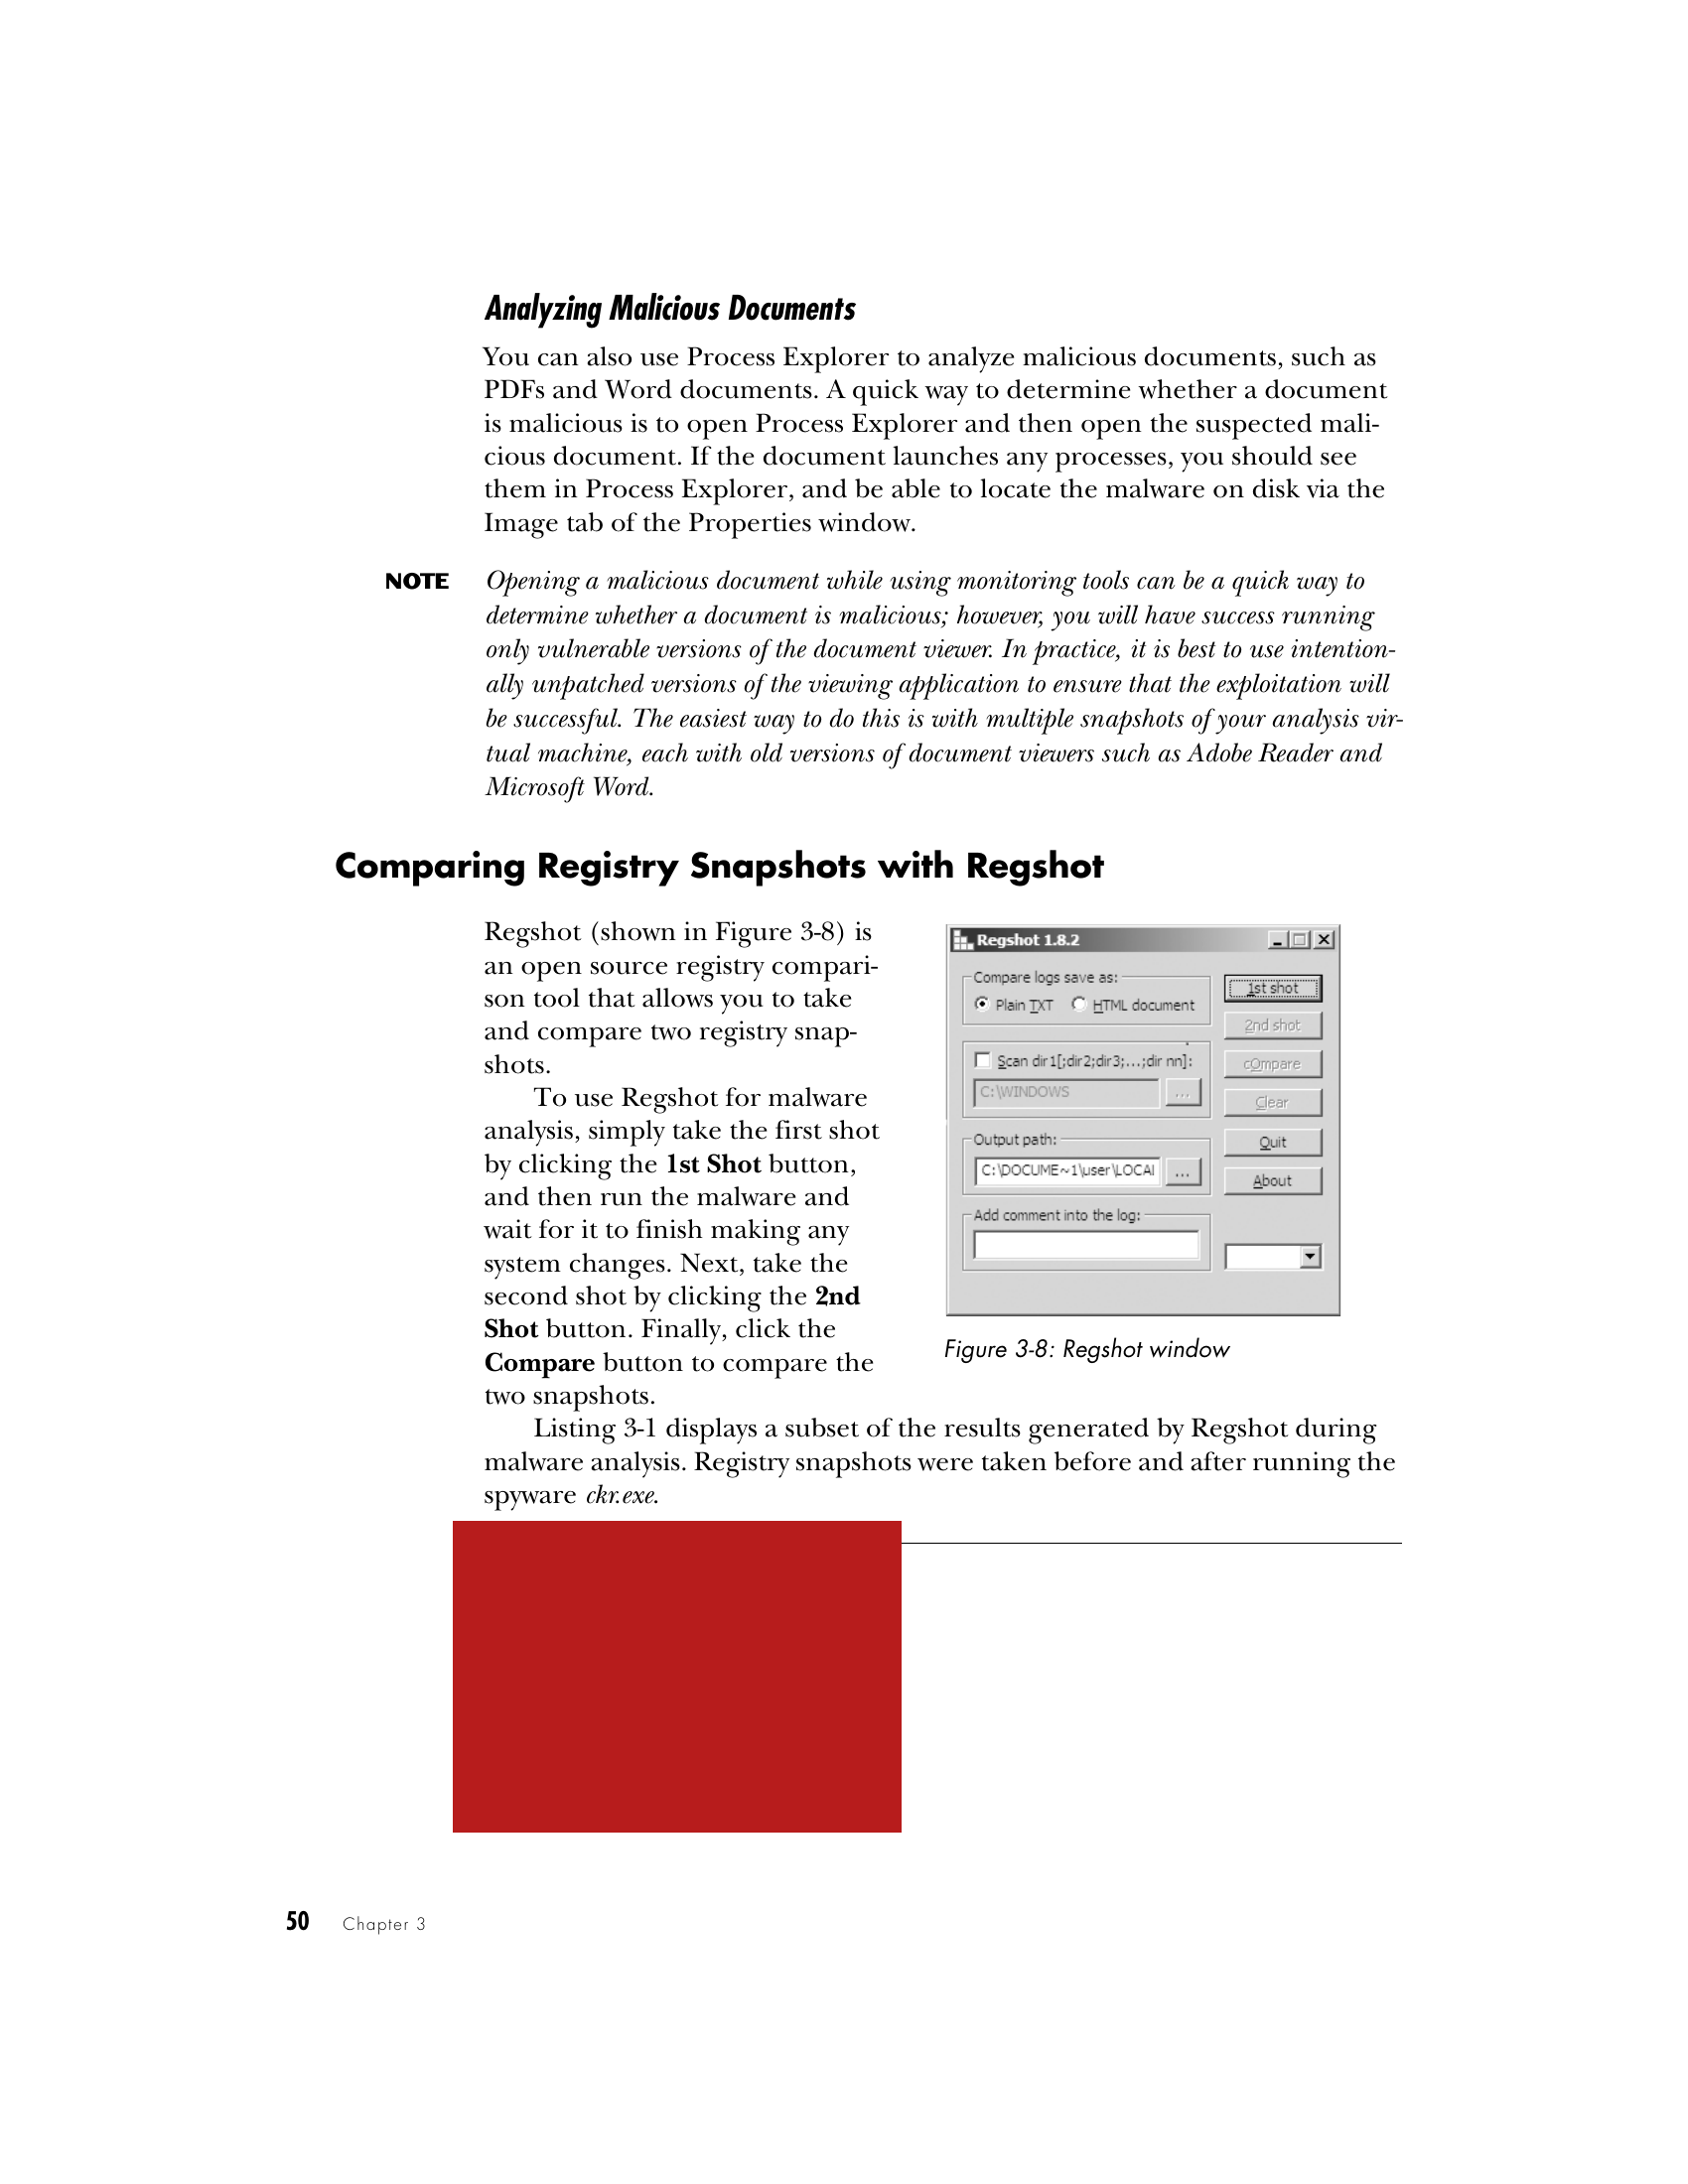 Analyzing Malicious Documents
You can also use Process Explorer to analyze malicious documents, such as
PDFs and Word documents. A quick way to determine whether a document
is malicious is to open Process Explorer and then open the suspected mali-
cious document. If the document launches any processes, you should see
them in Process Explorer, and be able to locate the malware on disk via the
Image tab of the Properties window.
NOTE Opening a malicious document while using monitoring tools can be a quick way to
determine whether a document is malicious; however, you will have success running
only vulnerable versions of the document viewer. In practice, it is best to use intention-
ally unpatched versions of the viewing application to ensure that the exploitation will
be successful. The easiest way to do this is with multiple snapshots of your analysis vir-
tual machine, each with old versions of document viewers such as Adobe Reader and
Microsoft Word.
Comparing Registry Snapshots with Regshot
Regshot (shown in Figure 3-8) is
an open source registry compari-
son tool that allows you to take
and compare two registry snap-
shots.
To use Regshot for malware
analysis, simply take the first shot
by clicking the 1st Shot button,
and then run the malware and
wait for it to finish making any
system changes. Next, take the
second shot by clicking the 2nd
Shot button. Finally, click the
Compare button to compare the
two snapshots.
Regshot 1.8.2
Compare logs save as:
Plain TXT HTML document
Scan dir1[;dir2;dir3;...;dir nn]:
C:\WINDOWS ...
Output path:
C:\DOCUME~1\user\LOCAl ...
Add comment into the log:
1st shot
2nd shot
cOmpare
Clear
Quit
About
Figure 3-8: Regshot window
Listing 3-1 displays a subset of the results generated by Regshot during
malware analysis. Registry snapshots were taken before and after running the
spyware ckr.exe.
50 Chapter 3